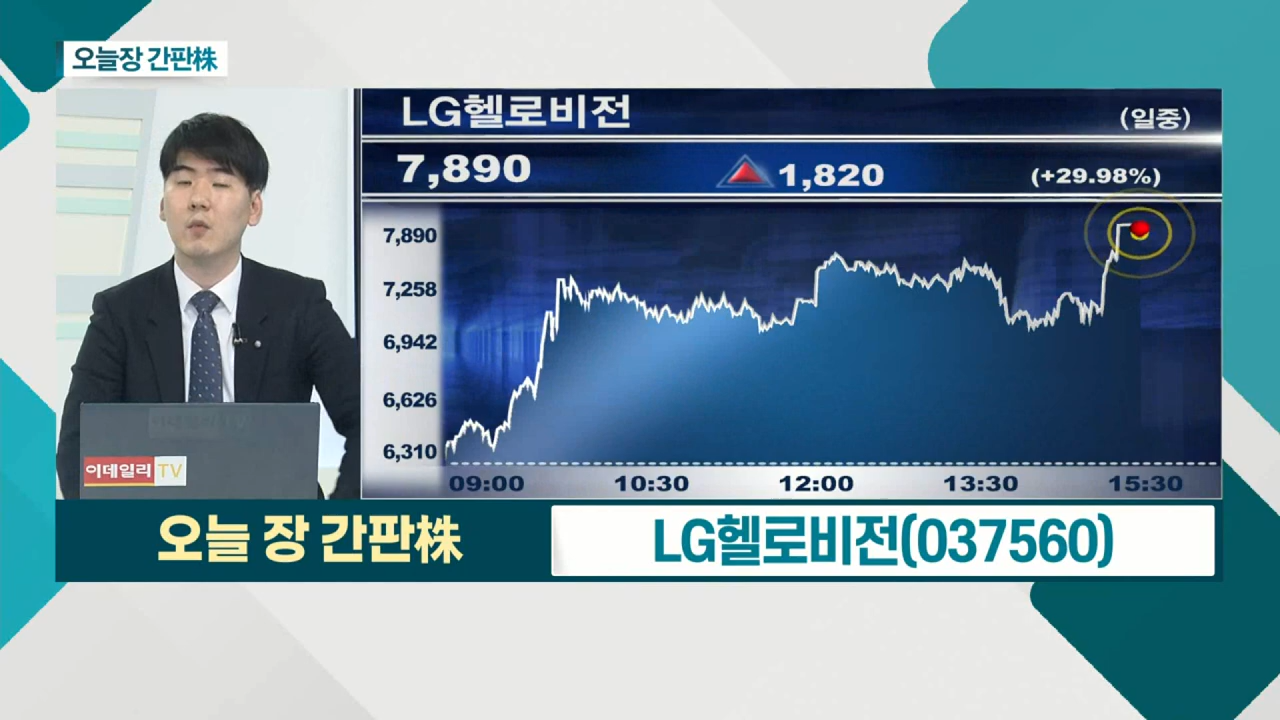 오늘장 간판株
LG헬로비전
(일중)
7,890
1,820
(+29.98%)
7,890
7,258
6,942
6,626
6,310
09:00
10:30
12:00
13:30
15:30
이데일리 TV
오늘 장 간판株
LG헬로비전(037560)